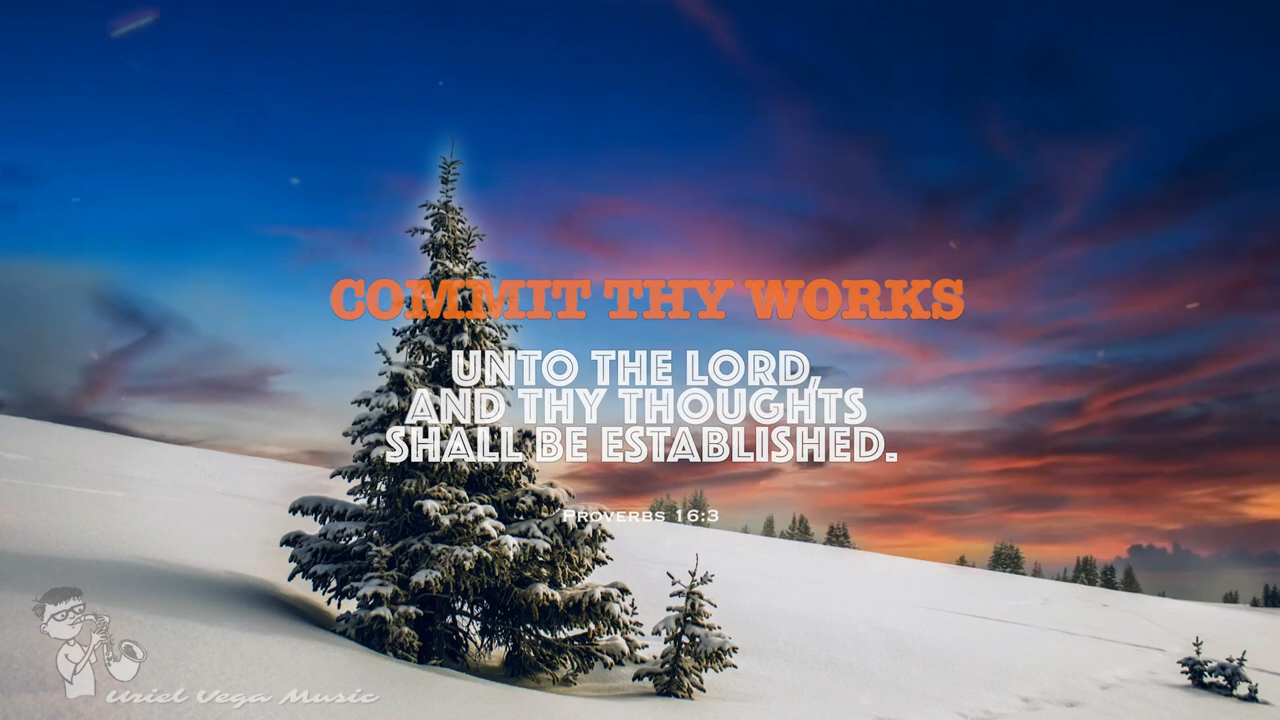 COMMIT THY WORKS
UNTO THE LORD,
AND THY THOUGHTS
SHALL BE ESTABLISHED.
PROVERBS 16:3
Uriel Vega Music